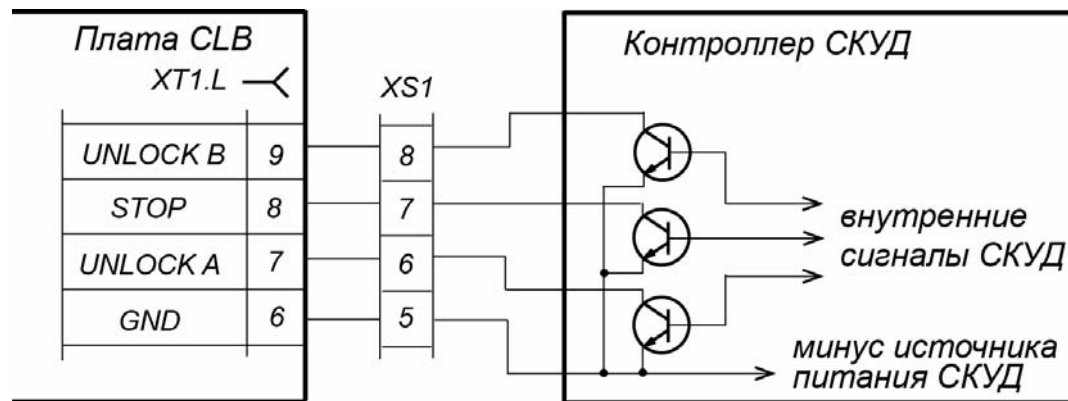 Плата CLB
XT1.L
XS1
UNLOCK B 9 8
STOP 8 7
UNLOCK A 7 6
GND 6 5
Контроллер СКУД
внутренние
сигналы СКУД
минус источника
питания СКУД